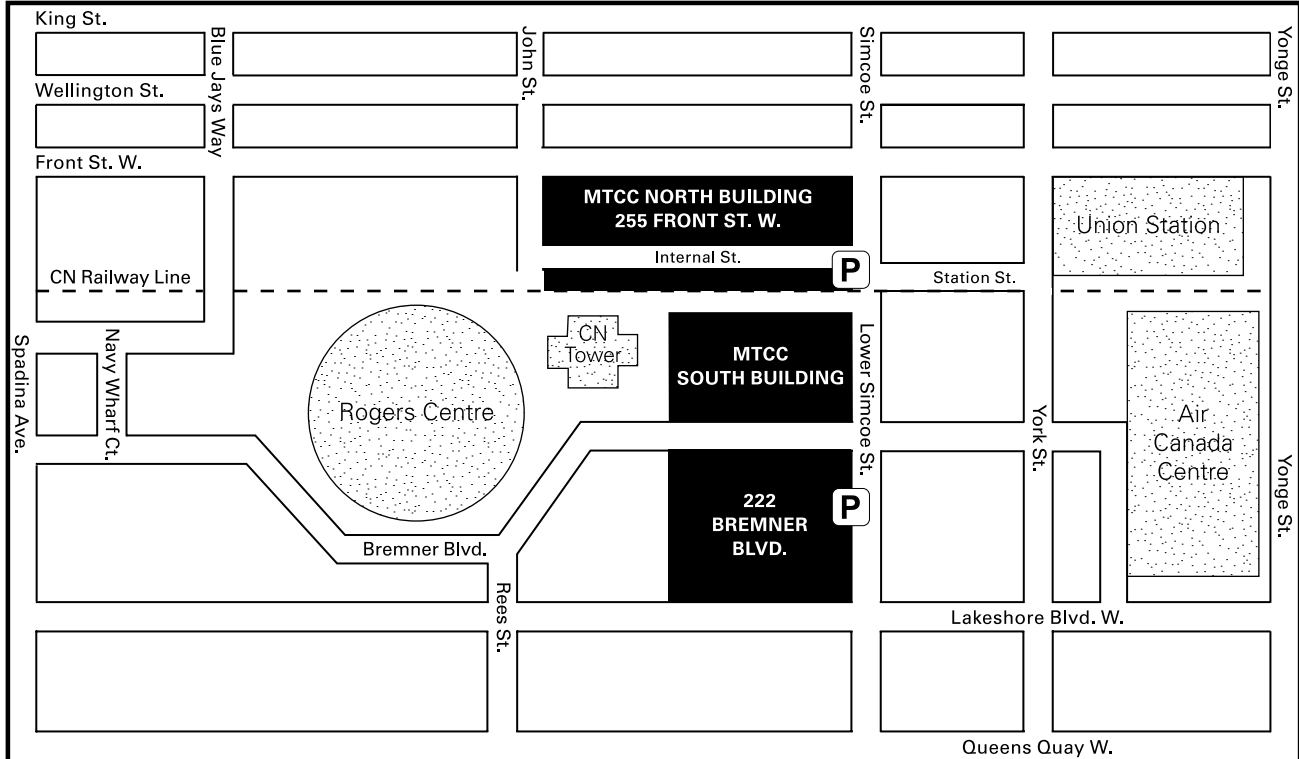 King St.
Blue Jays Way
John St.
Simcoe St.
Yonge St.
Wellington St.
Front St. W.
MTCC NORTH BUILDING
255 FRONT ST. W.
Union Station
Internal St.
P
CN Railway Line
Station St.
Spadina Ave.
Navy Wharf Ct.
CN
Tower
MTCC
SOUTH BUILDING
Lower Simcoe St.
Rogers Centre
York St.
Air
Canada
Centre
Yonge St.
222
BREMNER
BLVD.
P
Bremner Blvd.
Rees St.
Lakeshore Blvd. W.
Queens Quay W.